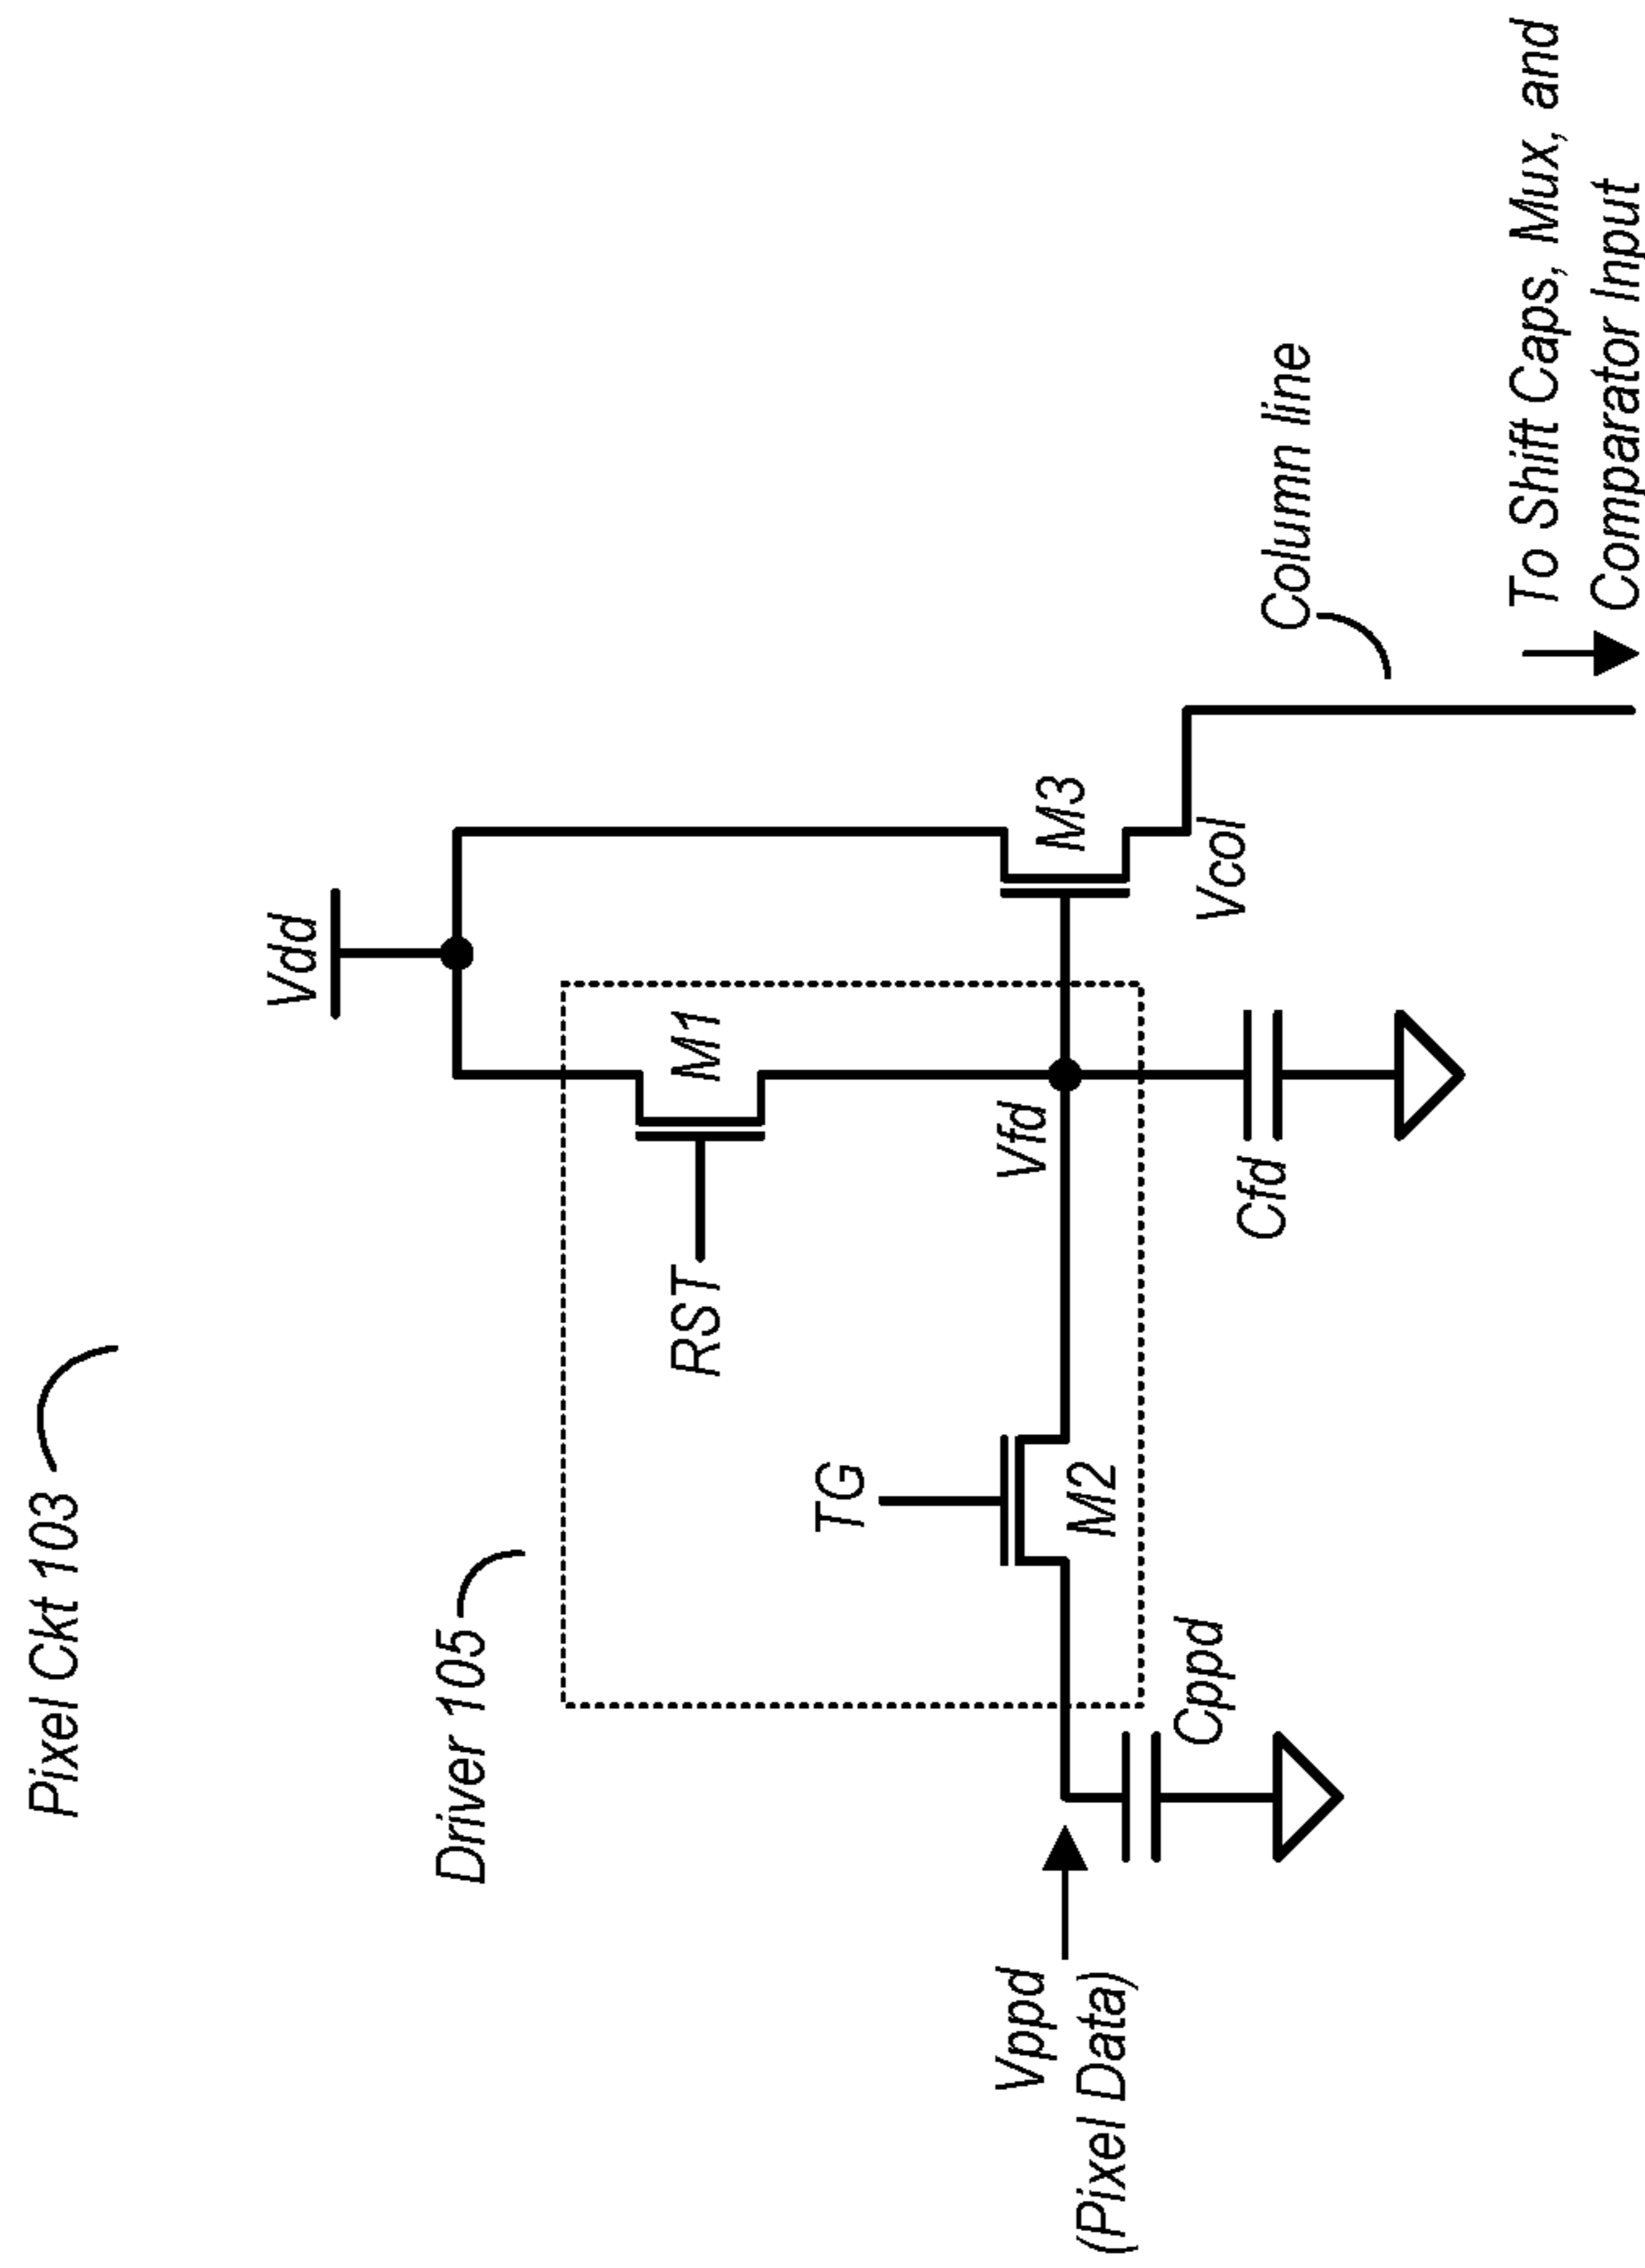 Pixel Ckt 103
Driver 105
Vdd
M1
RST
TG
M2
Vfd
M3
Vppd
(Pixel Data)
Cppd
Cfd
Vcol
Column line
To Shift Caps, Mux, and
Comparator Input